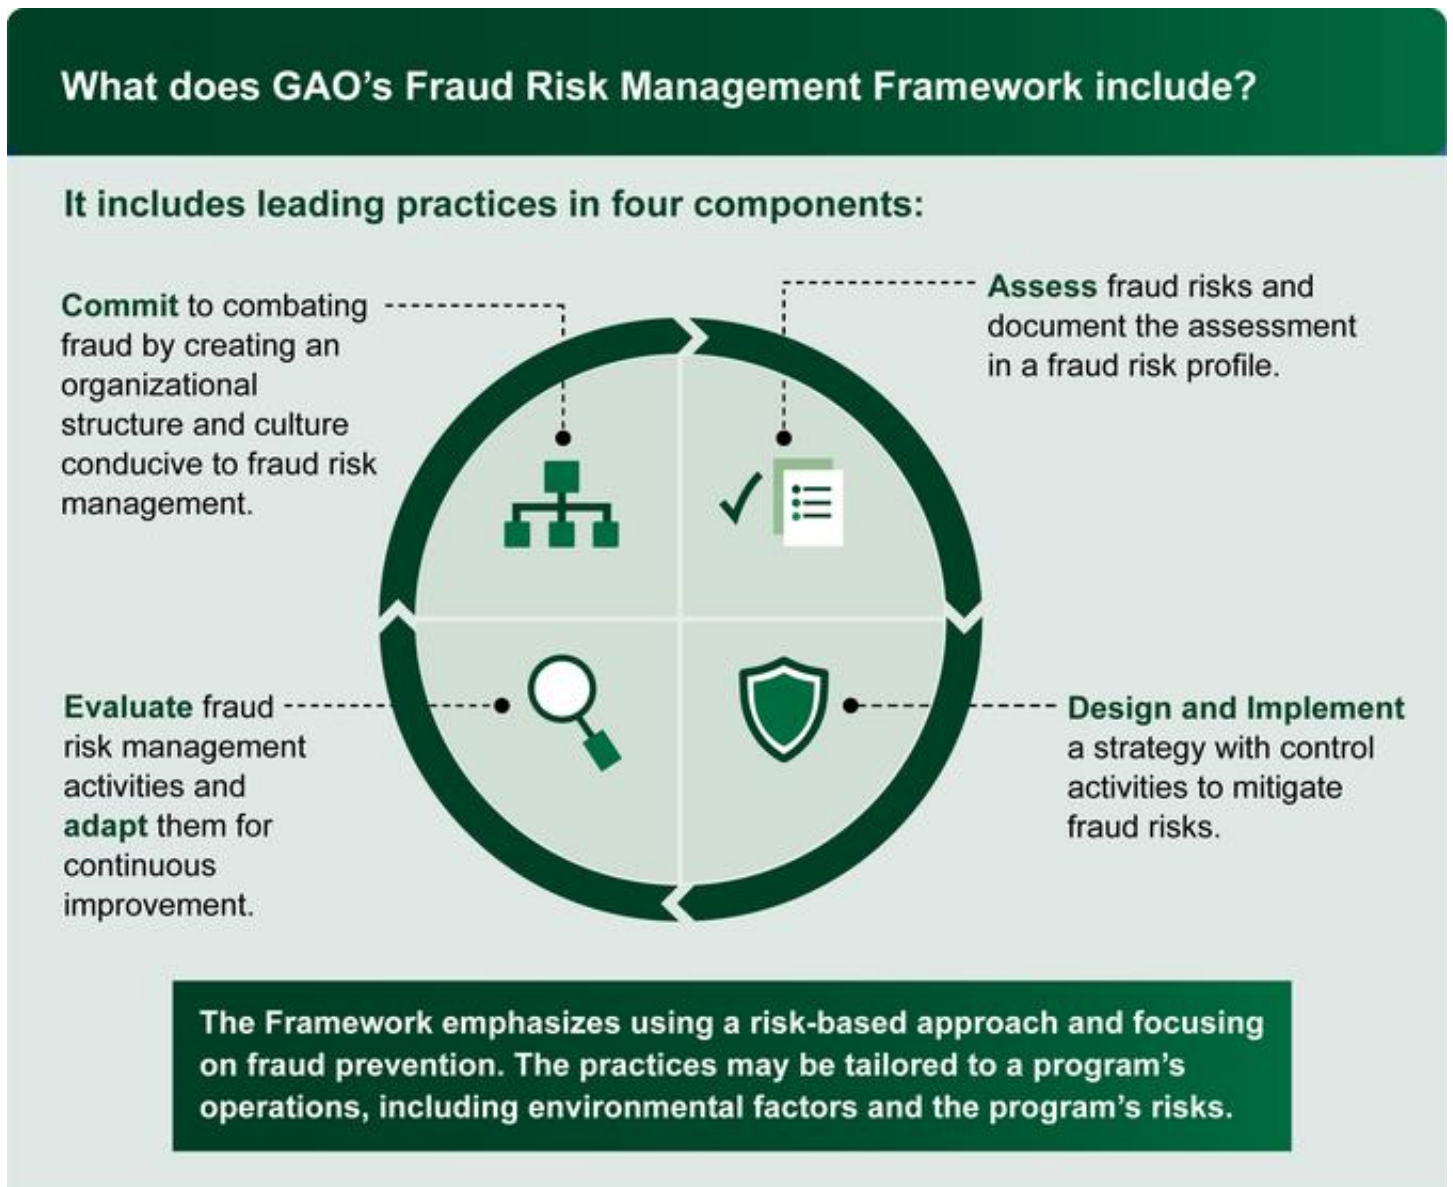 What does GAO’s Fraud Risk Management Framework include?
It includes leading practices in four components:
Commit to combating
fraud by creating an
organizational
structure and culture
conducive to fraud risk
management.
Assess fraud risks and
document the assessment
in a fraud risk profile.
Evaluate fraud
risk management
activities and
adapt them for
continuous
improvement.
Design and Implement
a strategy with control
activities to mitigate
fraud risks.
The Framework emphasizes using a risk-based approach and focusing
on fraud prevention. The practices may be tailored to a program’s
operations, including environmental factors and the program’s risks.